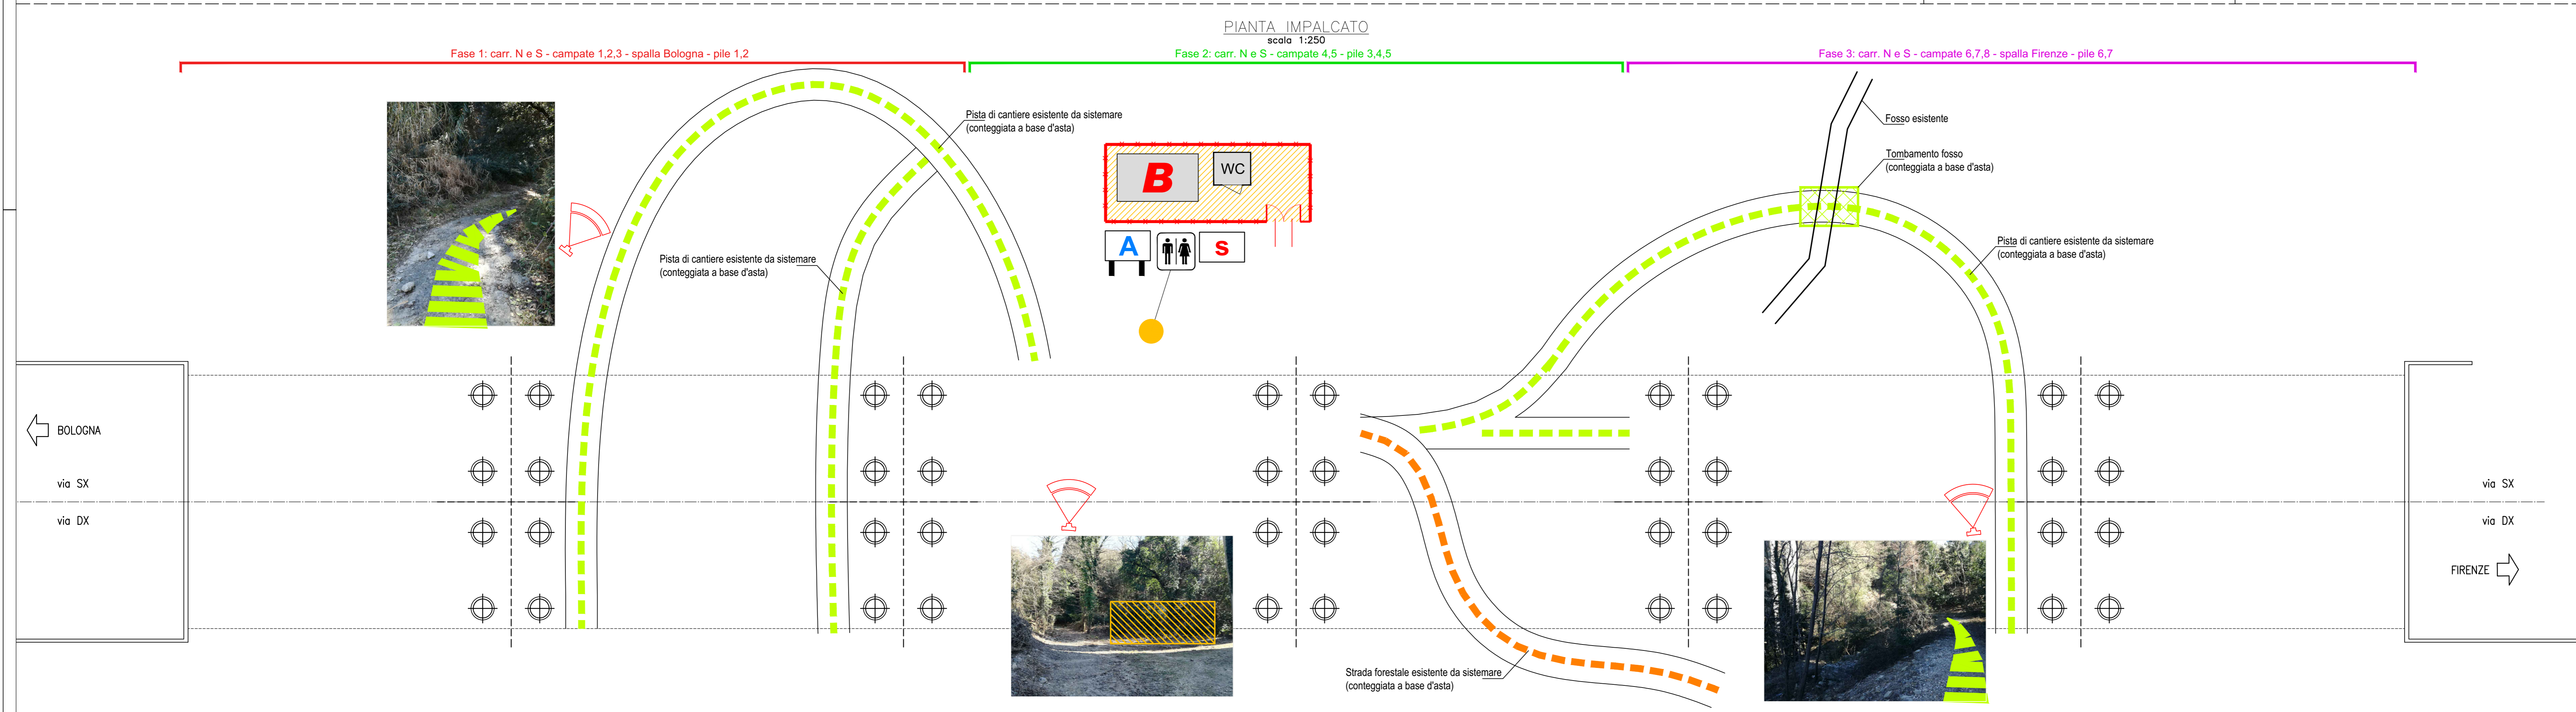 PIANTA IMPALCATO
scala 1:250
Fase 1: carr. N e S - campate 1,2,3 - spalla Bologna - pile 1,2
Fase 2: carr. N e S - campate 4,5 - pile 3,4,5
Fase 3: carr. N e S - campate 6,7,8 - spalla Firenze - pile 6,7
Pista di cantiere esistente da sistemare
(conteggiata a base d'asta)
Fosso esistente
Tombamento fosso
(conteggiata a base d'asta)
B
WC
A
s
Pista di cantiere esistente da sistemare
(conteggiata a base d'asta)
Pista di cantiere esistente da sistemare
(conteggiata a base d'asta)
BOLOGNA
via SX
via DX
via SX
via DX
FIRENZE
Strada forestale esistente da sistemare
(conteggiata a base d'asta)